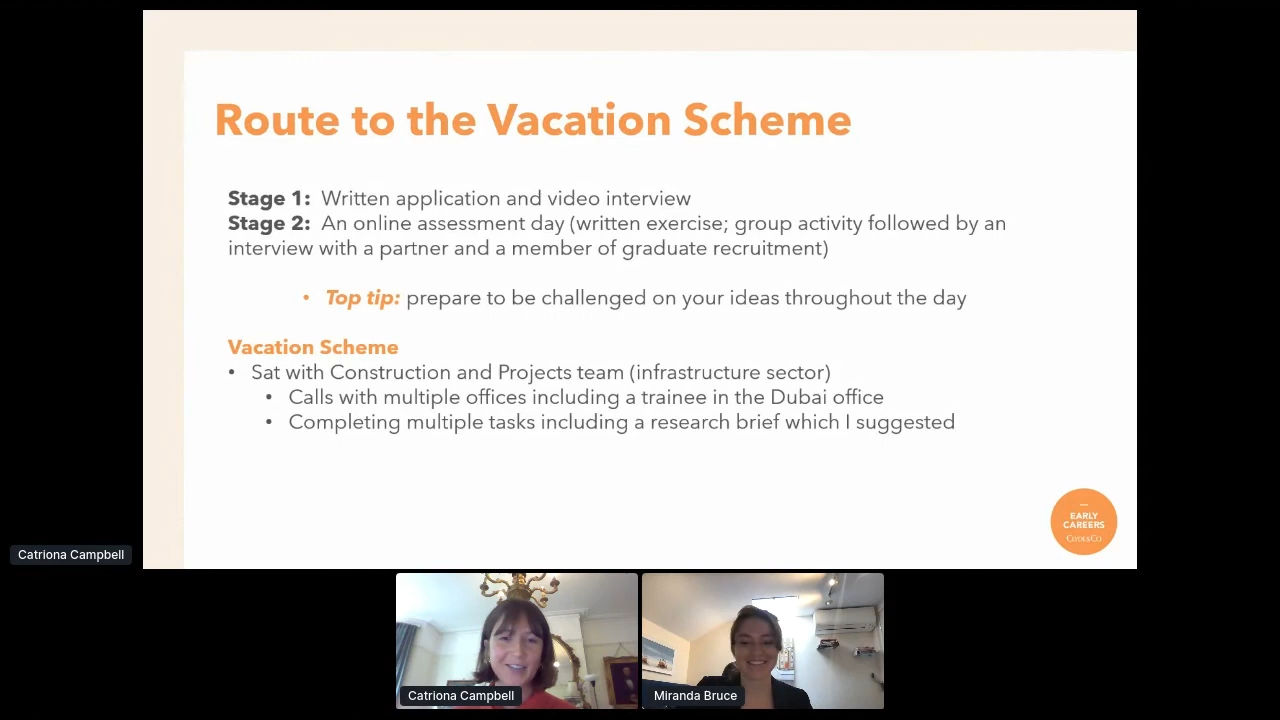 Route to the Vacation Scheme
Stage 1: Written application and video interview
Stage 2: An online assessment day (written exercise; group activity followed by an
interview with a partner and a member of graduate recruitment)
• Top tip: prepare to be challenged on your ideas throughout the day
Vacation Scheme
• Sat with Construction and Projects team (infrastructure sector)
• Calls with multiple offices including a trainee in the Dubai office
• Completing multiple tasks including a research brief which I suggested
EARLY
CAREERS
CLYDE&CO
Catriona Campbell
Catriona Campbell
Miranda Bruce